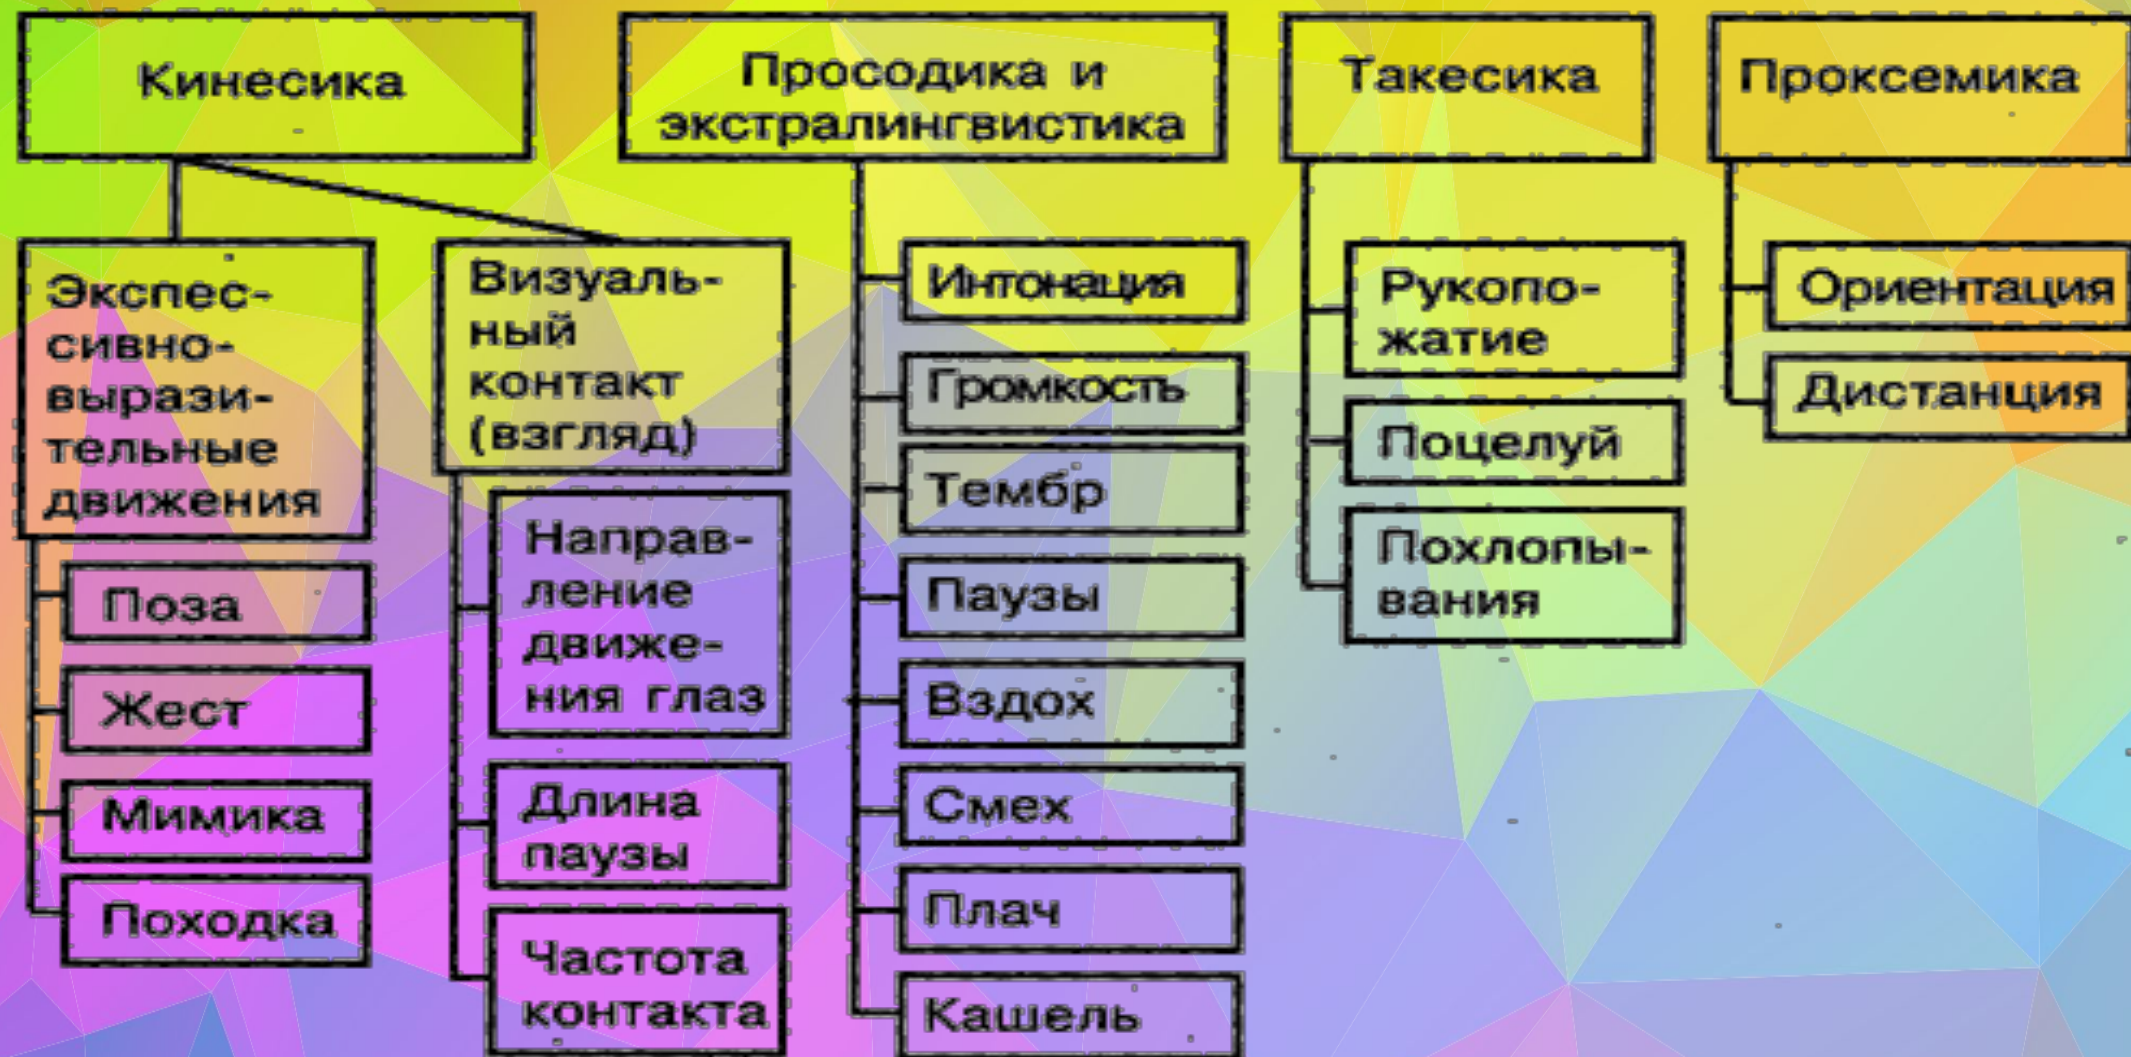 Кинесика
Просодика и
экстралингвистика
Такесика
Проксемика
Экспес-
сивно-
вырази-
тельные
движения
Поза
Жест
Мимика
Походка
Визуаль-
ный
контакт
(взгляд)
Направ-
ление
движе-
ния глаз
Длина
паузы
Частота
контакта
Интонация
Громкость
Тембр
Паузы
Вздох
Смех
Плач
Кашель
Рукопо-
жатие
Поцелуй
Похлопы-
вания
Ориентация
Дистанция